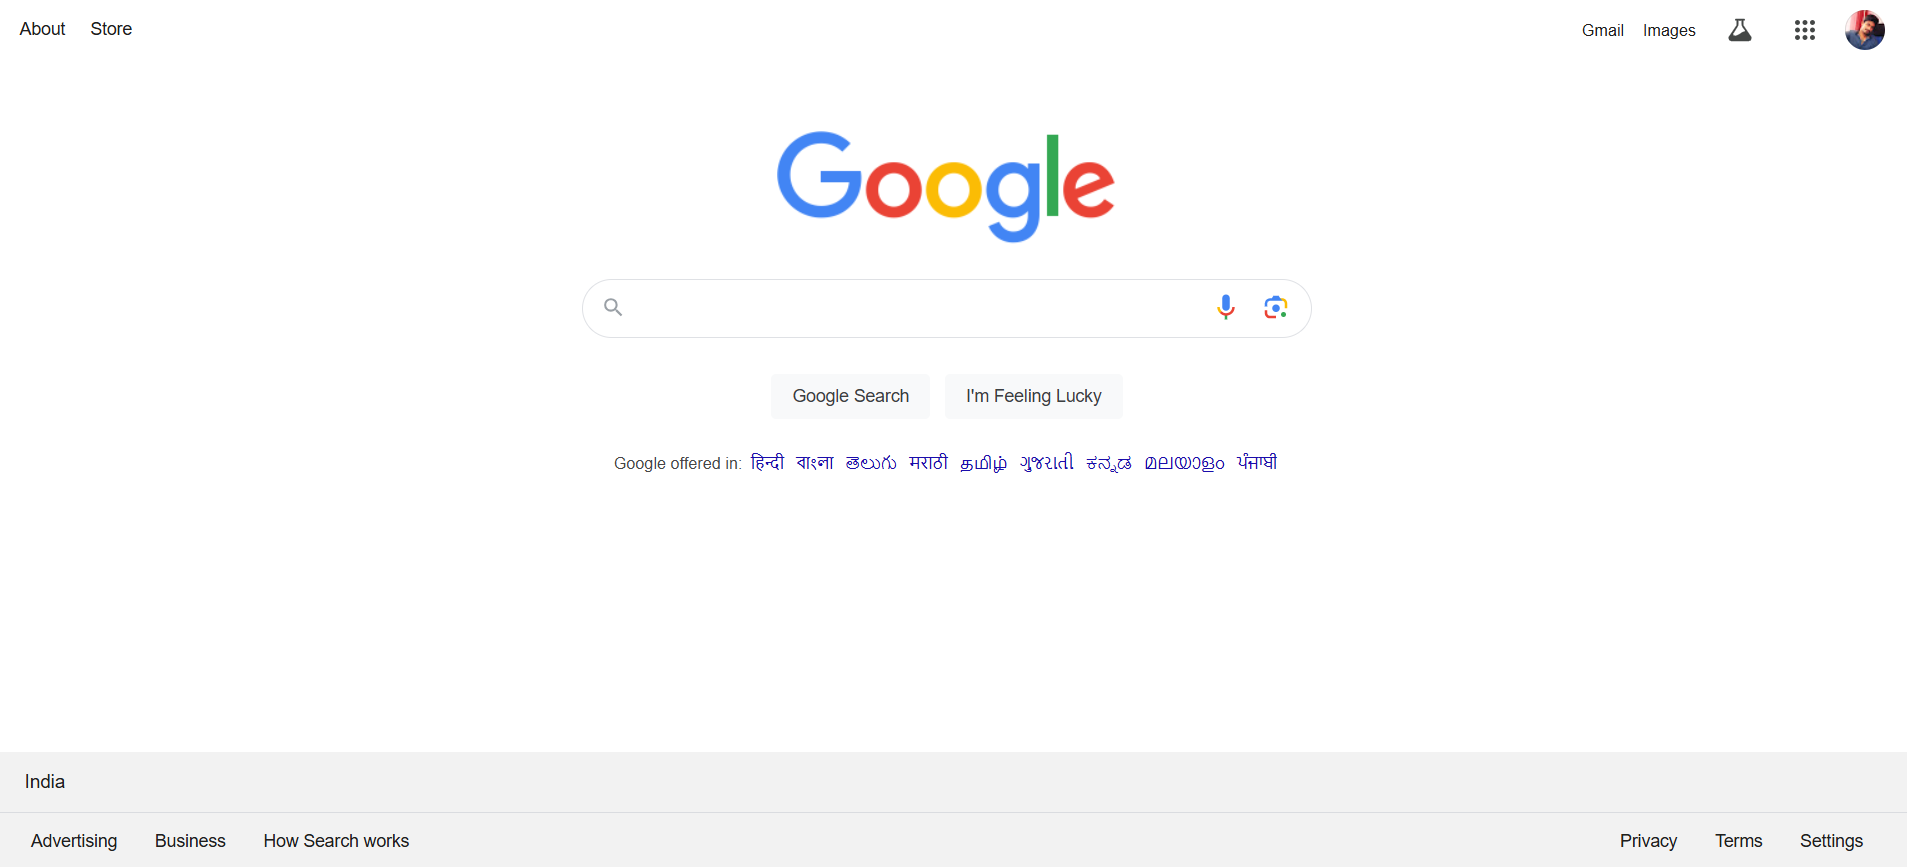 About Store Gmail Images
Google
Google Search I'm Feeling Lucky
Google offered in: हिन्दी বাংলা తెలుగు मराठी தமிழ் ગુજરાતી ಕನ್ನಡ മലയാളം ਪੰਜਾਬੀ
India
Advertising Business How Search works Privacy Terms Settings